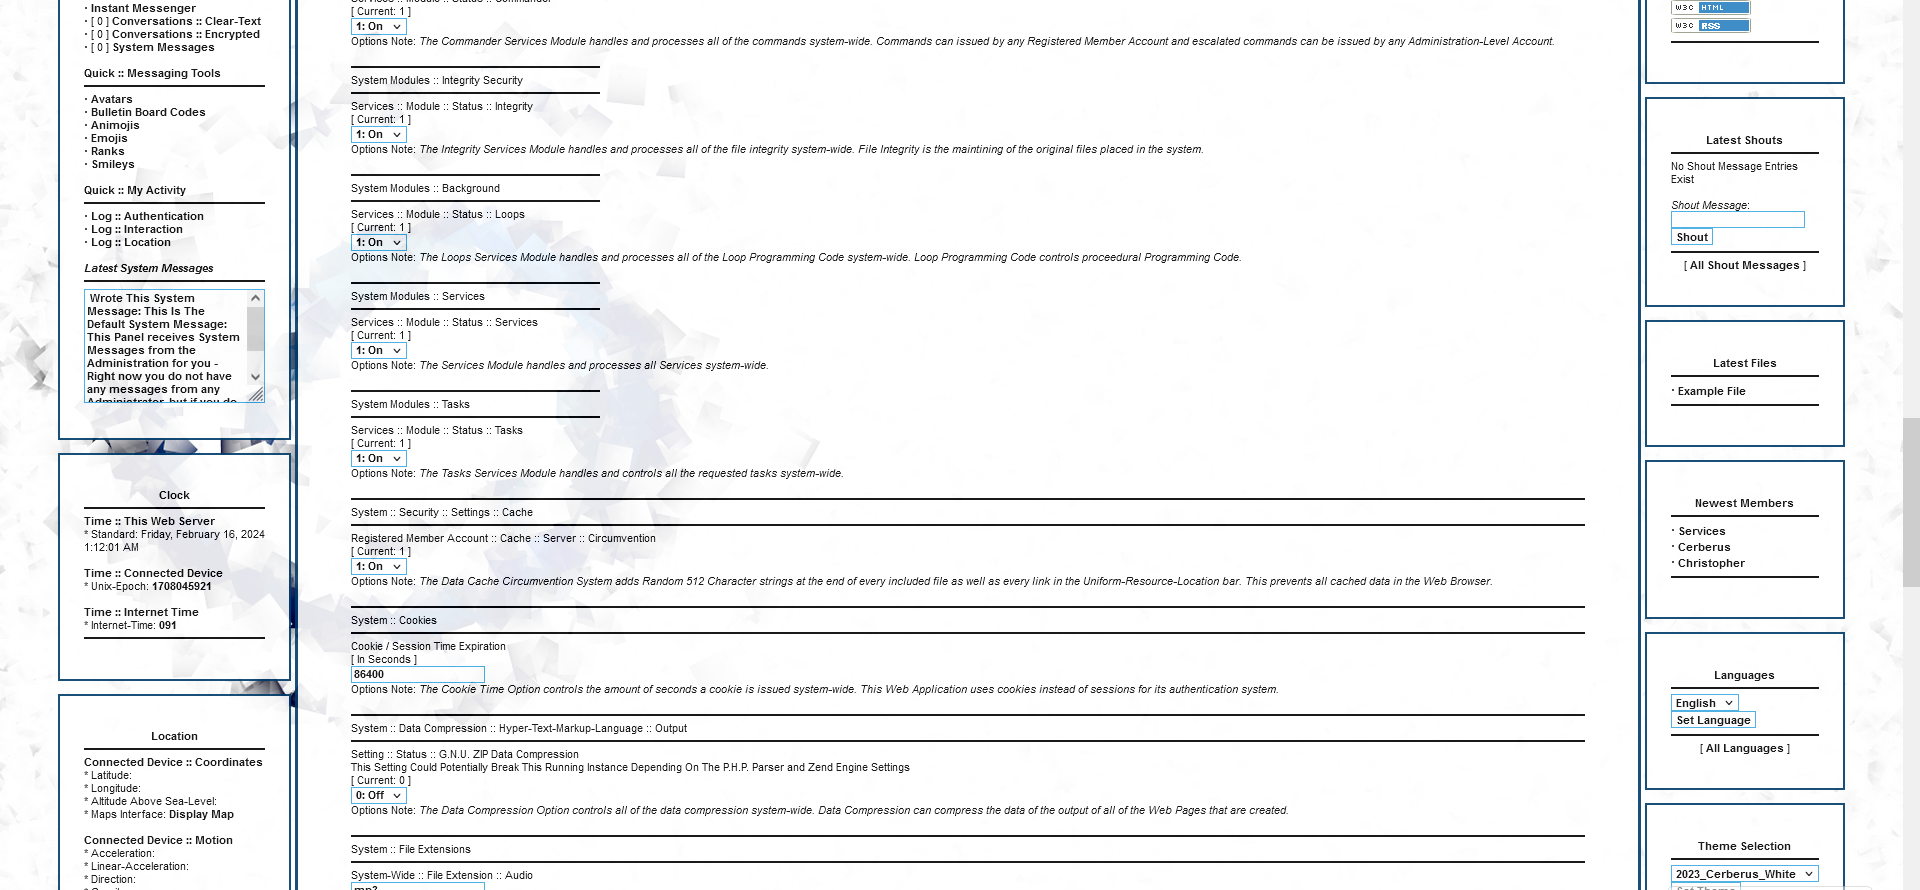 · Instant Messenger
· [ 0 ] Conversations :: Clear-Text
· [ 0 ] Conversations :: Encrypted
· [ 0 ] System Messages
Quick :: Messaging Tools
· Avatars
· Bulletin Board Codes
· Animojis
· Emojis
· Ranks
· Smileys
Quick :: My Activity
· Log :: Authentication
· Log :: Interaction
· Log :: Location
Latest System Messages
Wrote This System
Message: This Is The
Default System Message:
This Panel receives System
Messages from the
Administration for you -
Right now you do not have
any messages from any
Administrator, but if you do
Clock
Time :: This Web Server
* Standard: Friday, February 16, 2024
1:12:01 AM
Time :: Connected Device
* Unix-Epoch: 1708045921
Time :: Internet Time
* Internet-Time: 091
Location
Connected Device :: Coordinates
* Latitude:
* Longitude:
* Altitude Above Sea-Level:
* Maps Interface: Display Map
Connected Device :: Motion
* Acceleration:
* Linear-Acceleration:
* Direction:
Services :: Module :: Status :: Commander
[ Current: 1 ]
1: On
Options Note: The Commander Services Module handles and processes all of the commands system-wide. Commands can issued by any Registered Member Account and escalated commands can be issued by any Administration-Level Account.
System Modules :: Integrity Security
Services :: Module :: Status :: Integrity
[ Current: 1 ]
1: On
Options Note: The Integrity Services Module handles and processes all of the file integrity system-wide. File Integrity is the maintining of the original files placed in the system.
System Modules :: Background
Services :: Module :: Status :: Loops
[ Current: 1 ]
1: On
Options Note: The Loops Services Module handles and processes all of the Loop Programming Code system-wide. Loop Programming Code controls proceedural Programming Code.
System Modules :: Services
Services :: Module :: Status :: Services
[ Current: 1 ]
1: On
Options Note: The Services Module handles and processes all Services system-wide.
System Modules :: Tasks
Services :: Module :: Status :: Tasks
[ Current: 1 ]
1: On
Options Note: The Tasks Services Module handles and controls all the requested tasks system-wide.
System :: Security :: Settings :: Cache
Registered Member Account :: Cache :: Server :: Circumvention
[ Current: 1 ]
1: On
Options Note: The Data Cache Circumvention System adds Random 512 Character strings at the end of every included file as well as every link in the Uniform-Resource-Location bar. This prevents all cached data in the Web Browser.
System :: Cookies
Cookie / Session Time Expiration
[ In Seconds ]
86400
Options Note: The Cookie Time Option controls the amount of seconds a cookie is issued system-wide. This Web Application uses cookies instead of sessions for its authentication system.
System :: Data Compression :: Hyper-Text-Markup-Language :: Output
Setting :: Status :: G.N.U. ZIP Data Compression
This Setting Could Potentially Break This Running Instance Depending On The P.H.P. Parser and Zend Engine Settings
[ Current: 0 ]
0: Off
Options Note: The Data Compression Option controls all of the data compression system-wide. Data Compression can compress the data of the output of all of the Web Pages that are created.
System :: File Extensions
System-Wide :: File Extension :: Audio
mp3
W3C HTML
W3C RSS
Latest Shouts
No Shout Message Entries
Exist
Shout Message:
Shout
[ All Shout Messages ]
Latest Files
· Example File
Newest Members
· Services
· Cerberus
· Christopher
Languages
English
Set Language
[ All Languages ]
Theme Selection
2023_Cerberus_White
Set Theme